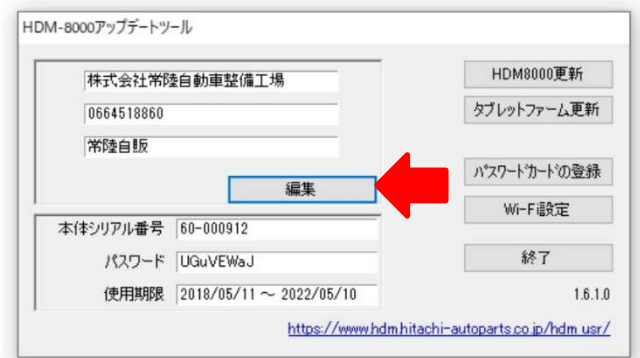 HDM-8000アップデートツール
株式会社常陸自動車整備工場
0664518860
常陸自販
編集
HDM8000更新
タブレットファーム更新
パスワードカードの登録
Wi-Fi設定
終了
本体シリアル番号 60-000912
パスワード UGuVEWaJ
使用期限 2018/05/11 ~ 2022/05/10
1.6.1.0
https://www.hdm.hitachi-autoparts.co.jp/hdm_usr/